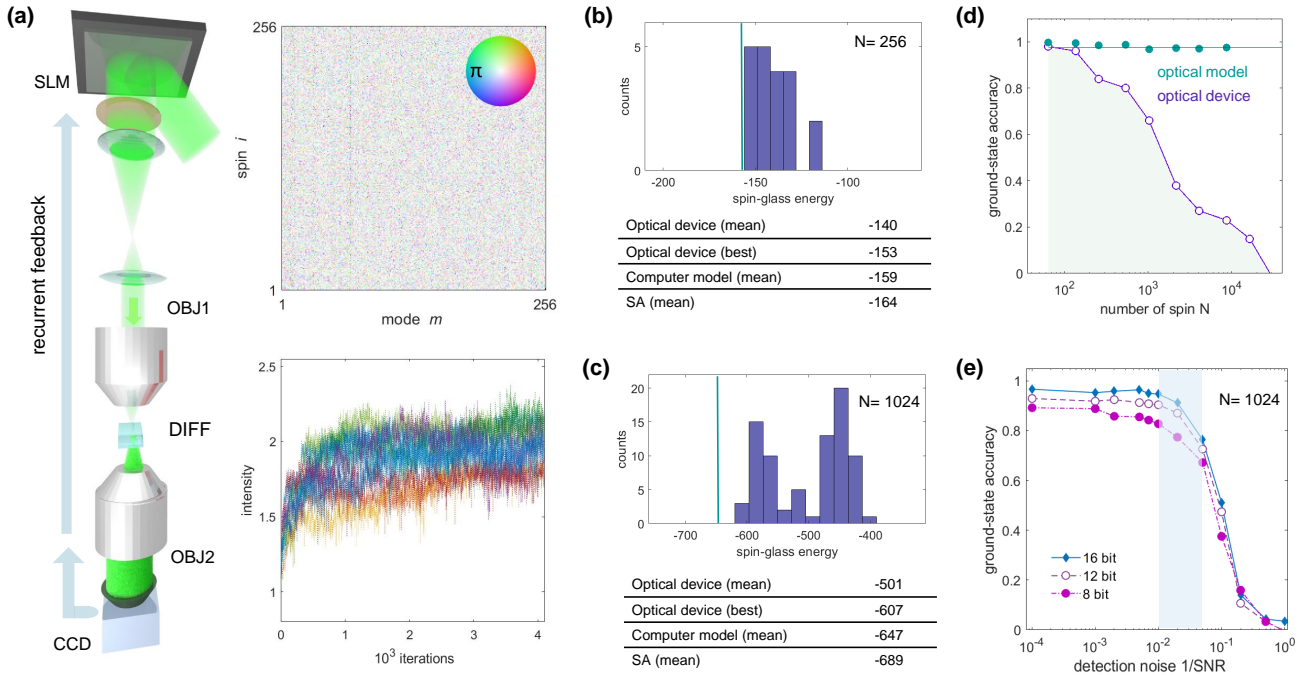 (a)
SLM
recurrent feedback
OBJ1
DIFF
OBJ2
CCD
256
π
spin i
1
1
256
mode m
2.5
2
1.5
1
intensity
0
1
2
3
4
10³ iterations
(b)
N= 256
5
0
counts
-200
-150
-100
spin-glass energy
Optical device (mean) -140
Optical device (best) -153
Computer model (mean) -159
SA (mean) -164
(c)
N= 1024
20
15
10
5
0
counts
-700
-600
-500
-400
spin-glass energy
Optical device (mean) -501
Optical device (best) -607
Computer model (mean) -647
SA (mean) -689
(d)
1
0.8
0.6
0.4
0.2
0
ground-state accuracy
optical model
optical device
10²
10³
10⁴
number of spin N
(e)
N= 1024
1
0.8
0.6
0.4
0.2
0
ground-state accuracy
16 bit
12 bit
8 bit
10⁻⁴
10⁻³
10⁻²
10⁻¹
10⁰
detection noise 1/SNR